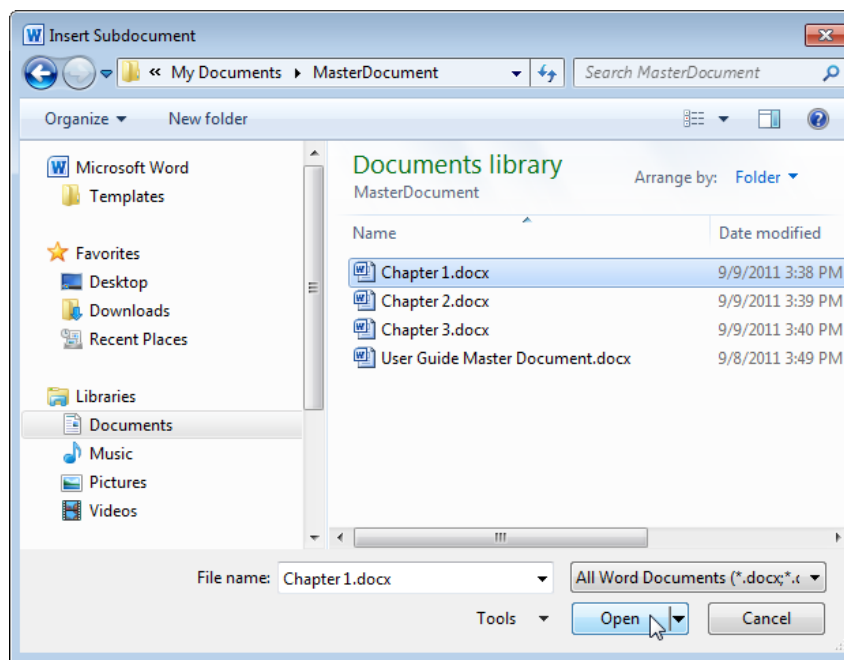 Insert Subdocument
« My Documents MasterDocument Search MasterDocument
Organize New folder
Microsoft Word
Templates
Favorites
Desktop
Downloads
Recent Places
Libraries
Documents
Music
Pictures
Videos
Documents library
MasterDocument
Arrange by: Folder
Name Date modified
Chapter 1.docx 9/9/2011 3:38 PM
Chapter 2.docx 9/9/2011 3:39 PM
Chapter 3.docx 9/9/2011 3:40 PM
User Guide Master Document.docx 9/8/2011 3:49 PM
File name: Chapter 1.docx All Word Documents (*.docx;*.c
Tools Open Cancel